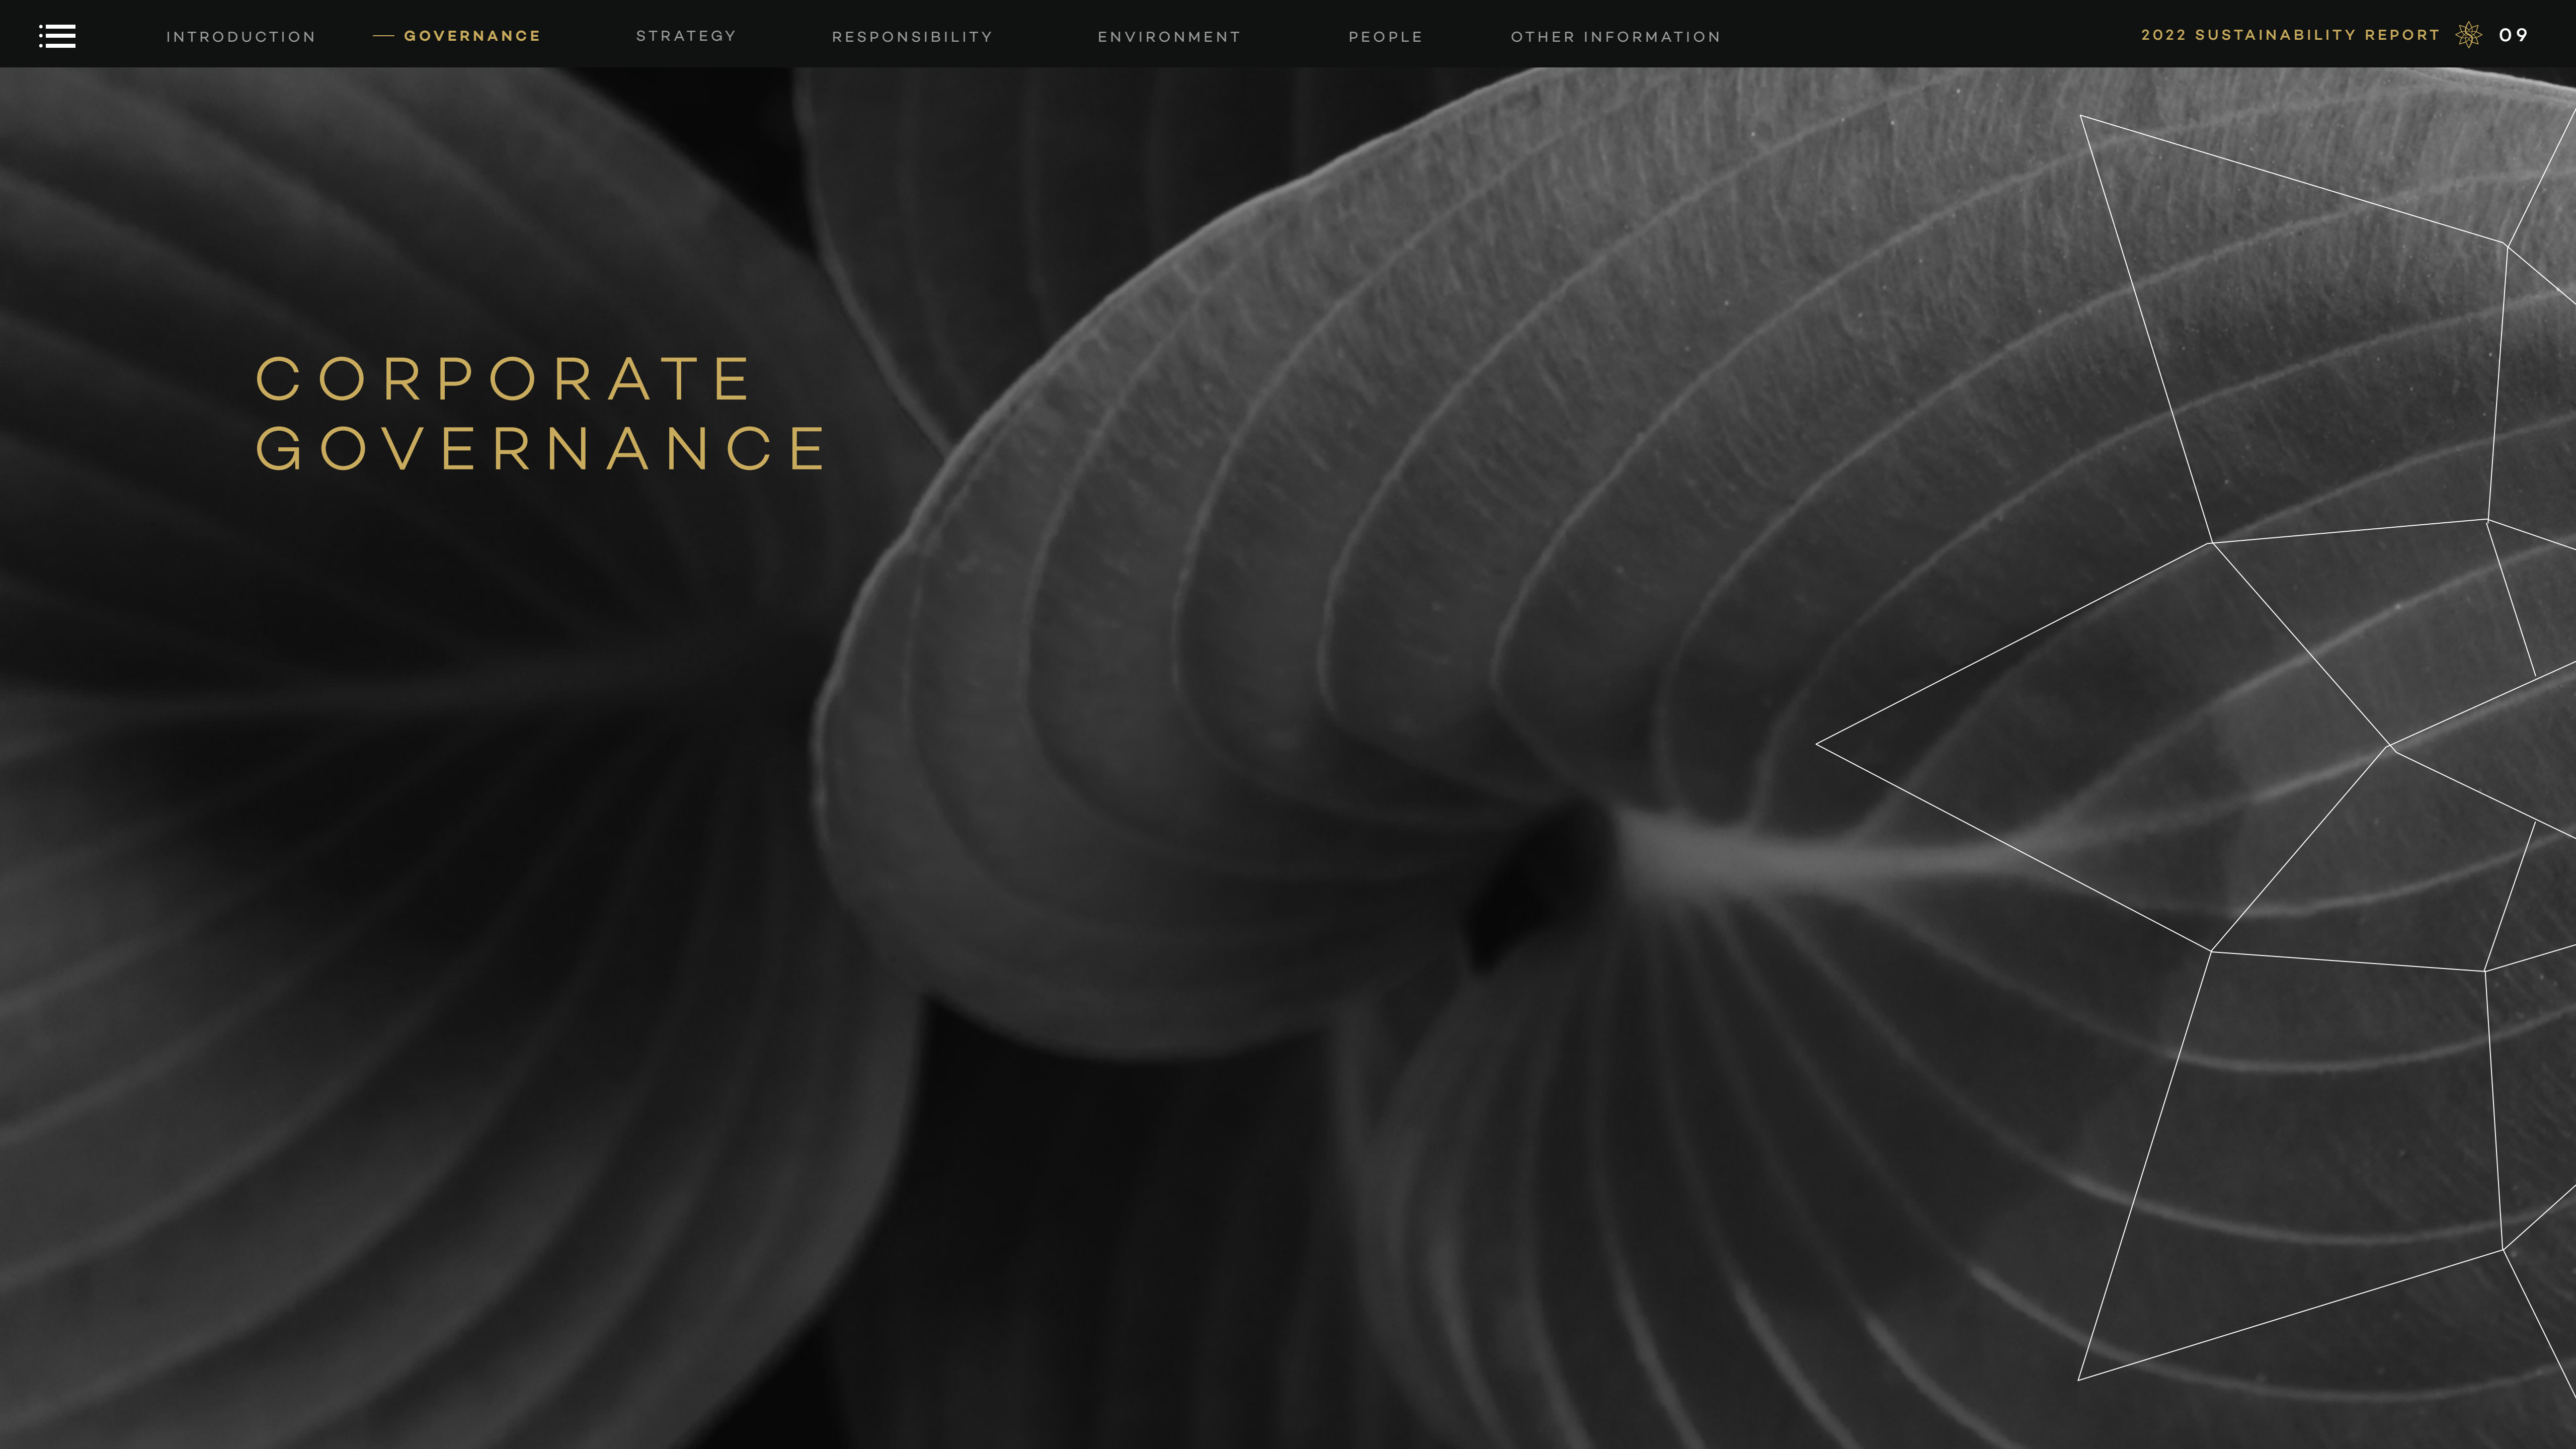 INTRODUCTION
GOVERNANCE
STRATEGY
RESPONSIBILITY
ENVIRONMENT
PEOPLE
OTHER INFORMATION
2022 SUSTAINABILITY REPORT
09
CORPORATE
GOVERNANCE